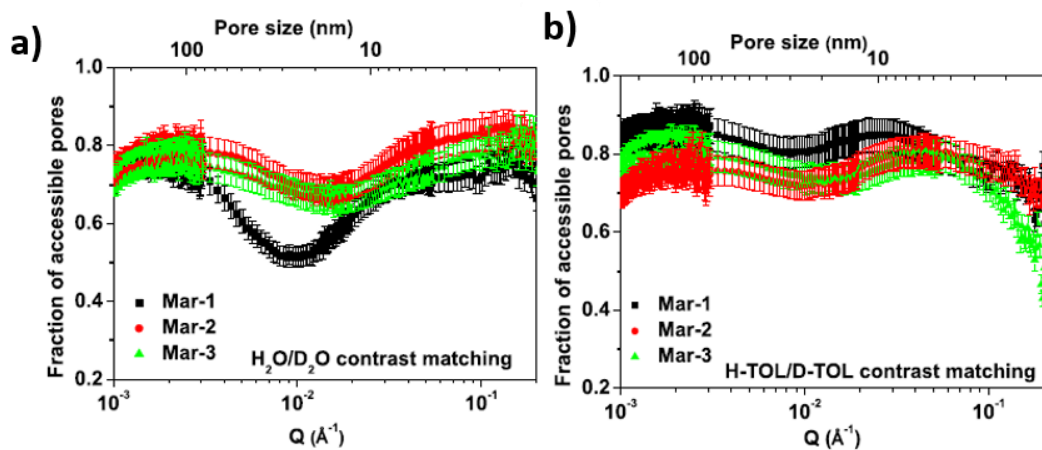 a)
Pore size (nm)
100 10
Fraction of accessible pores
1.0
0.8
0.6
0.4
0.2
Mar-1
Mar-2
Mar-3
H₂O/D₂O contrast matching
10⁻³ 10⁻² 10⁻¹
Q (Å⁻¹)
b)
Pore size (nm)
100 10
Fraction of accessible pores
1.0
0.8
0.6
0.4
0.2
Mar-1
Mar-2
Mar-3
H-TOL/D-TOL contrast matching
10⁻³ 10⁻² 10⁻¹
Q (Å⁻¹)